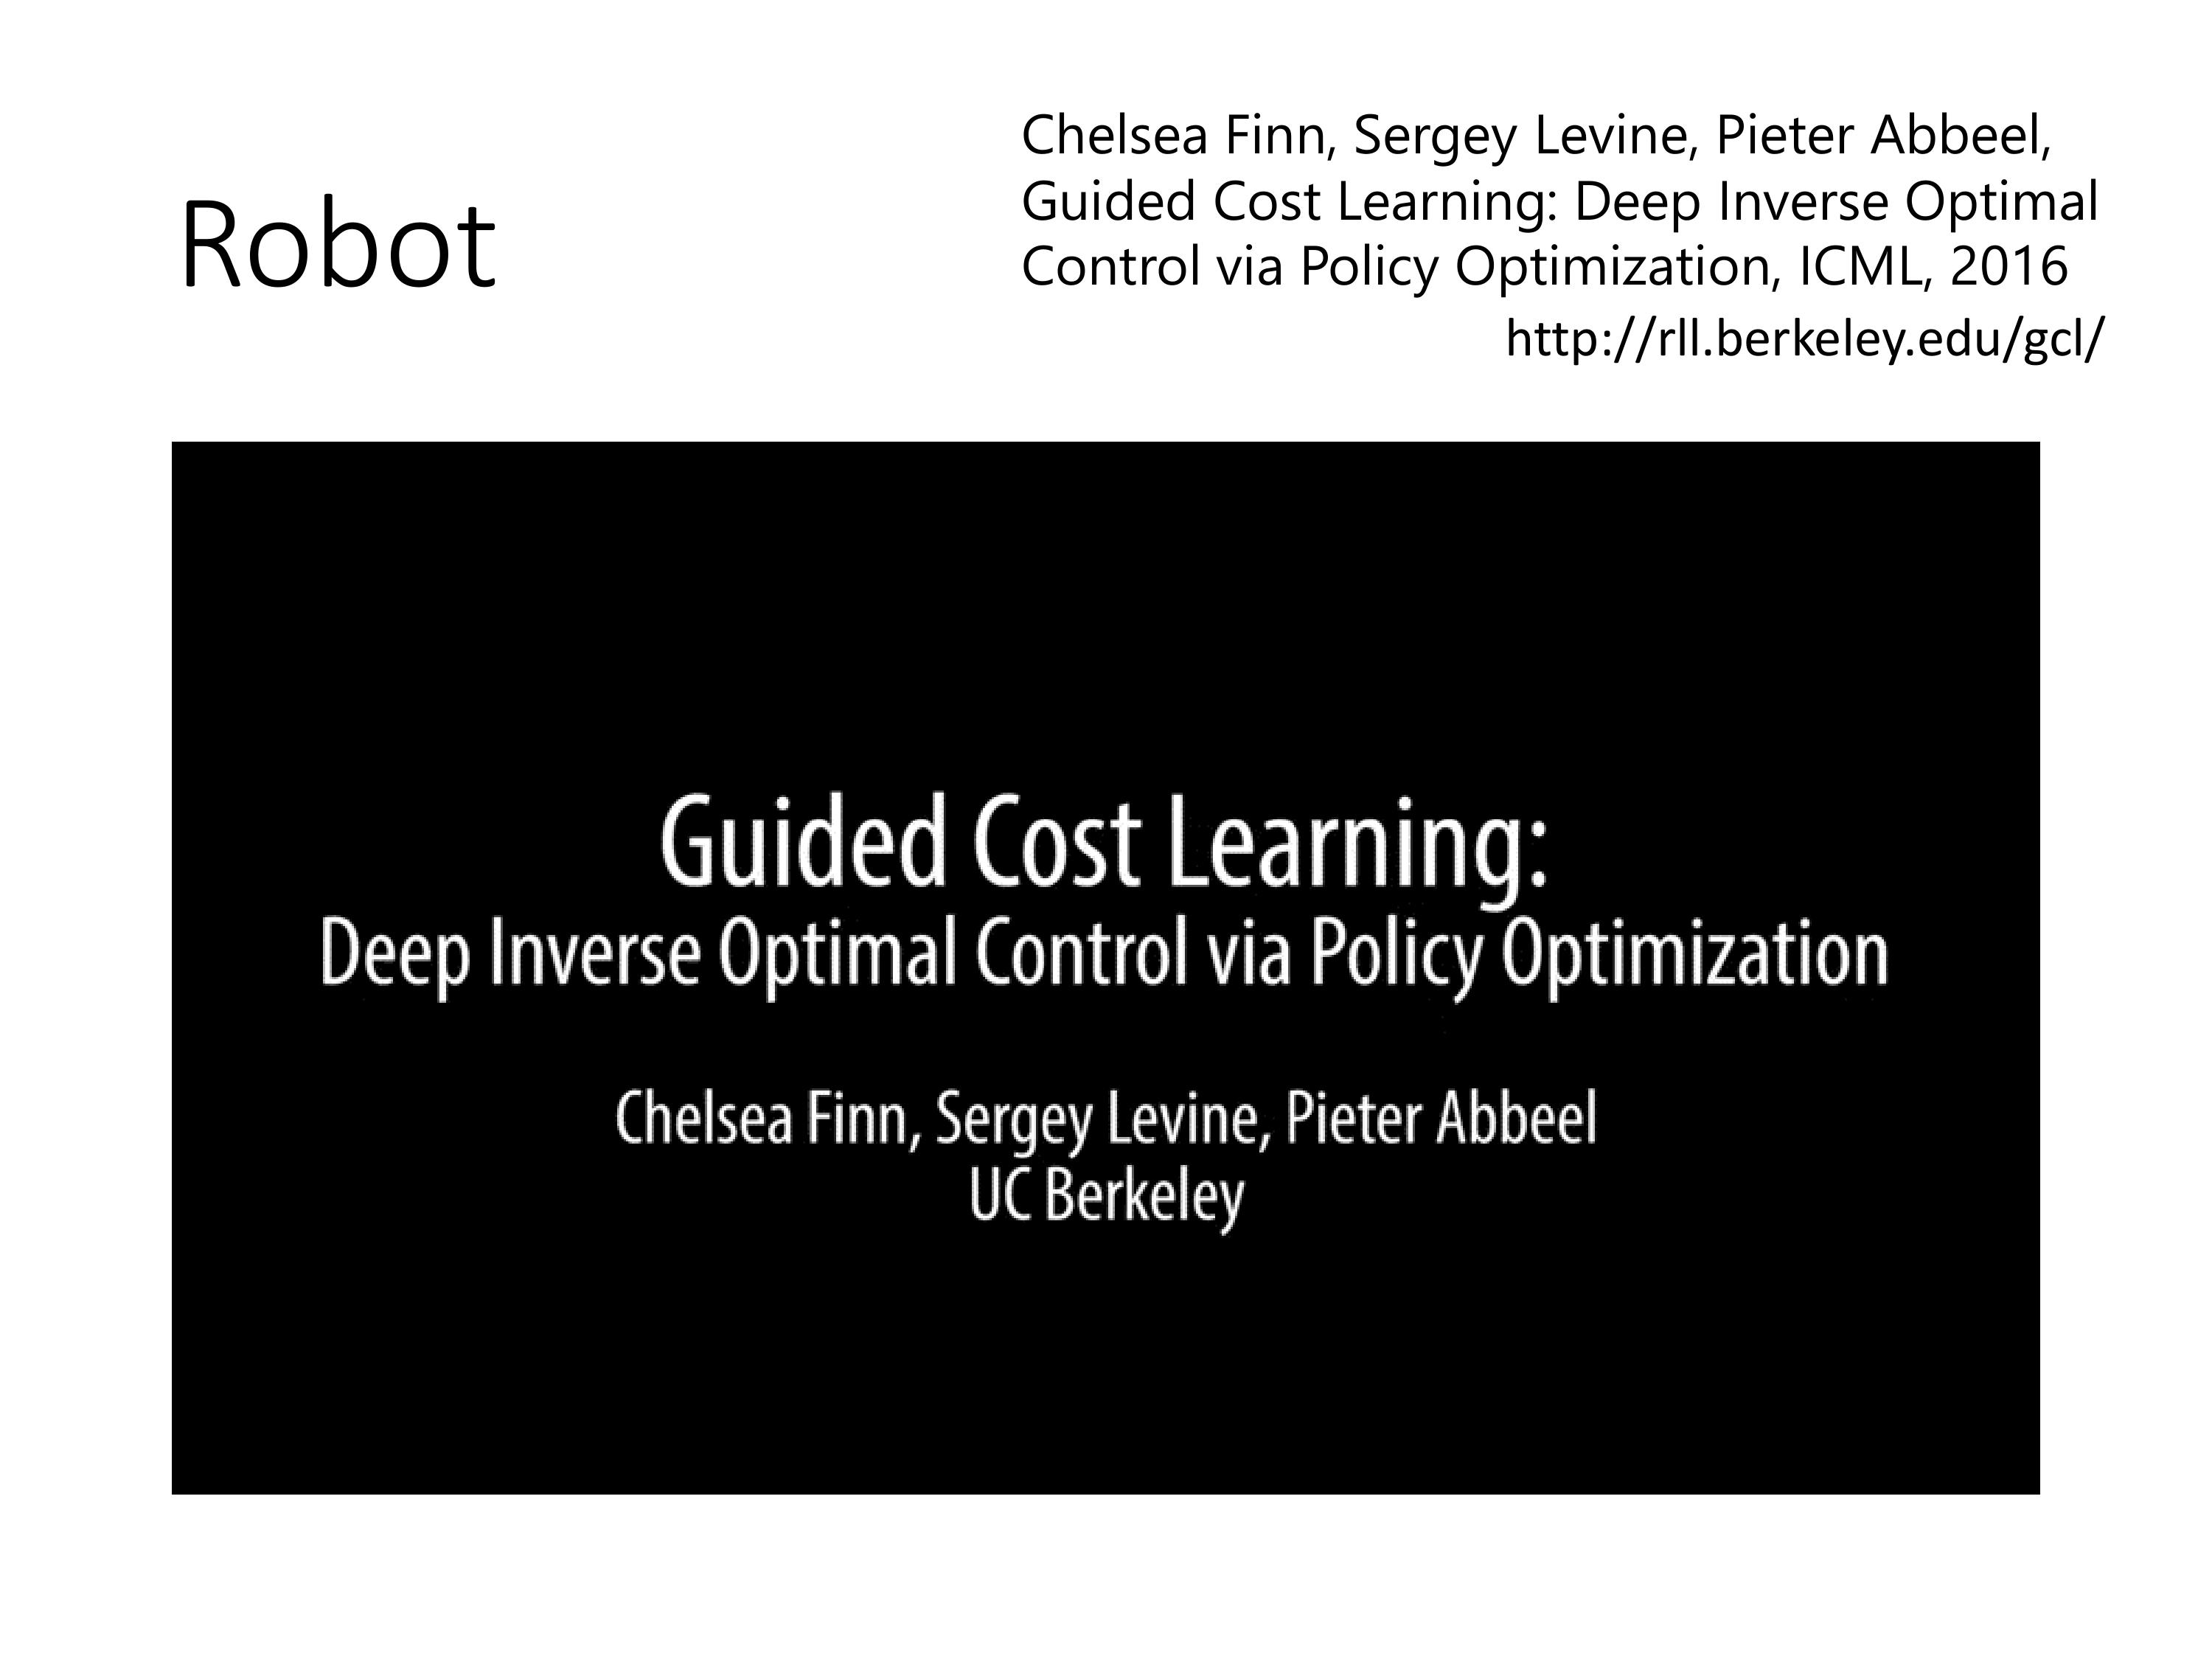 Robot
Chelsea Finn, Sergey Levine, Pieter Abbeel,
Guided Cost Learning: Deep Inverse Optimal
Control via Policy Optimization, ICML, 2016
http://rll.berkeley.edu/gcl/
Guided Cost Learning:
Deep Inverse Optimal Control via Policy Optimization
Chelsea Finn, Sergey Levine, Pieter Abbeel
UC Berkeley